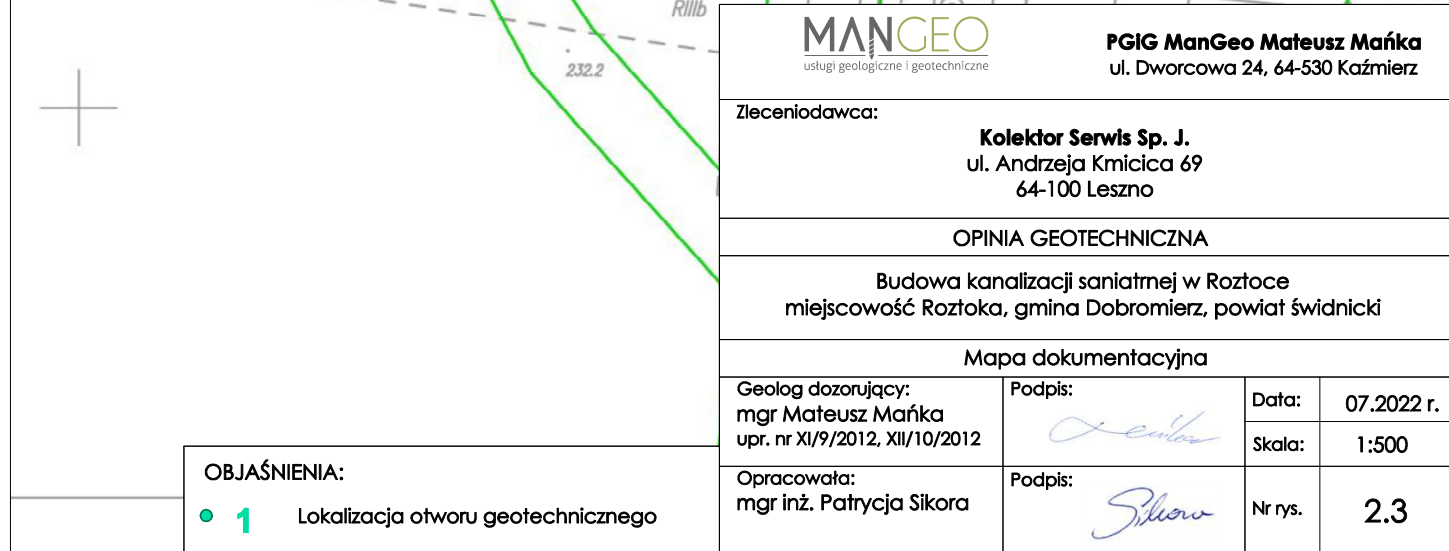 RIIIb
232.2
MANGEO
usługi geologiczne i geotechniczne
PGiG ManGeo Mateusz Mańka
ul. Dworcowa 24, 64-530 Kaźmierz
Zleceniodawca:
Kolektor Serwis Sp. J.
ul. Andrzeja Kmicica 69
64-100 Leszno
OPINIA GEOTECHNICZNA
Budowa kanalizacji saniatrnej w Roztoce
miejscowość Roztoka, gmina Dobromierz, powiat świdnicki
Mapa dokumentacyjna
Geolog dozorujący:
mgr Mateusz Mańka
upr. nr XI/9/2012, XII/10/2012
Podpis:
Data:
07.2022 r.
Skala:
1:500
Opracowała:
mgr inż. Patrycja Sikora
Podpis:
Sikora
Nr rys.
2.3
OBJAŚNIENIA:
1 Lokalizacja otworu geotechnicznego